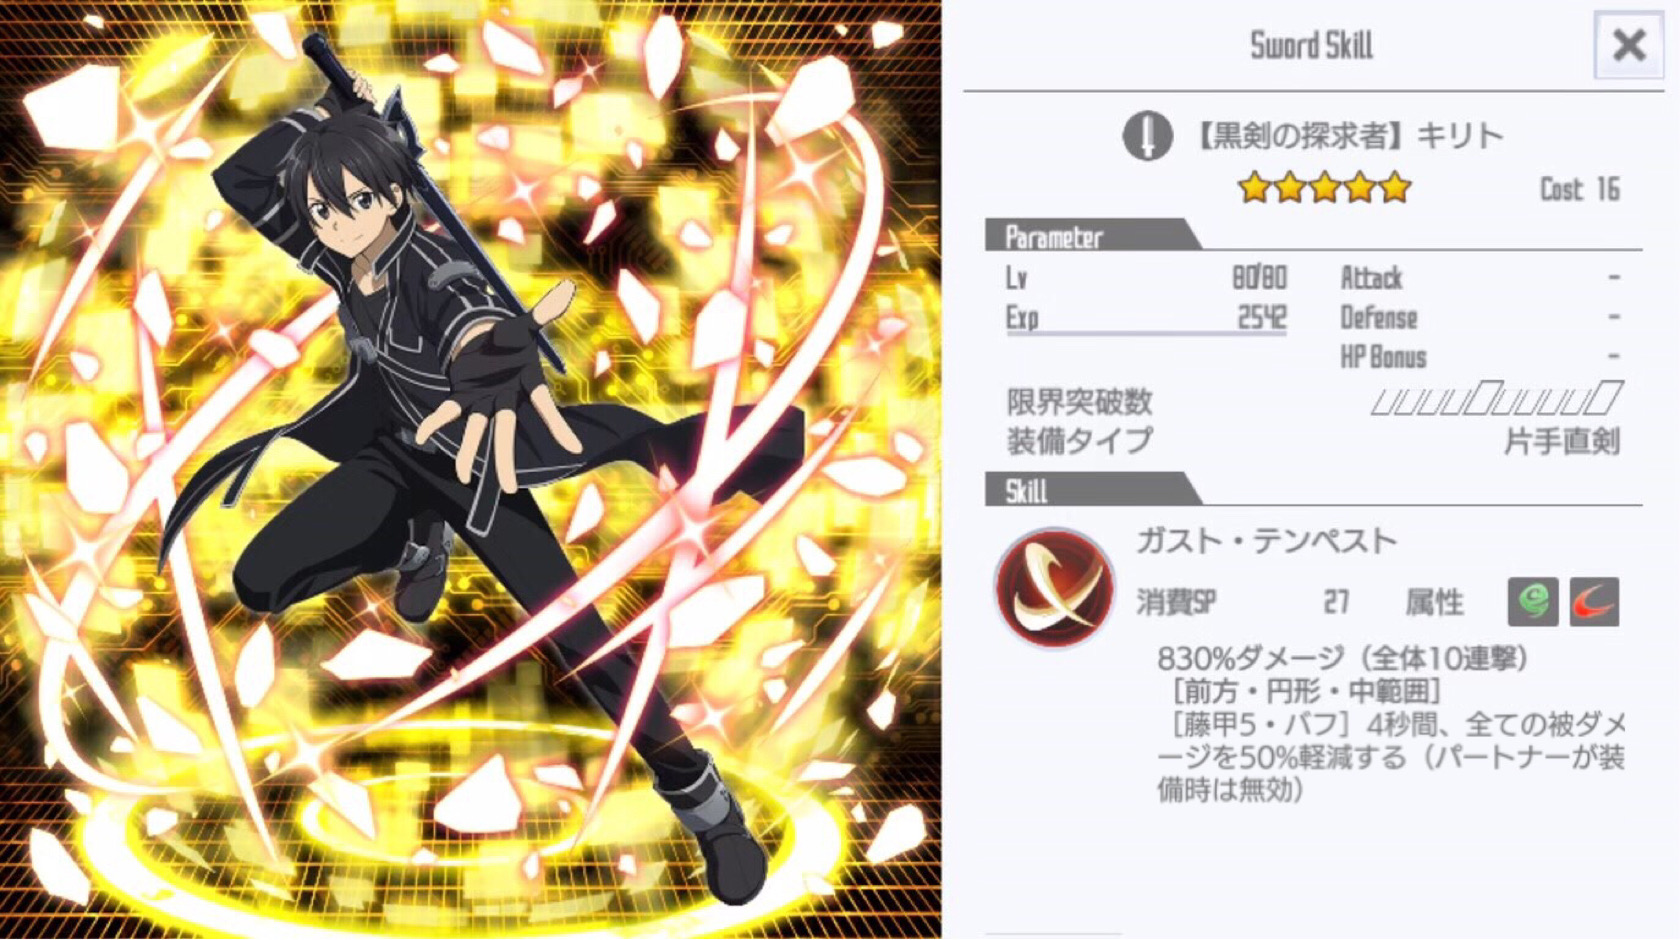 Sword Skill
【黒剣の探求者】キリト
Cost 16
Parameter
Lv 80/80 Attack -
Exp 2542 Defense -
HP Bonus -
限界突破数
装備タイプ 片手直剣
Skill
ガスト・テンペスト
消費SP 27 属性
830%ダメージ（全体10連撃）
［前方・円形・中範囲］
［藤甲5・バフ］4秒間、全ての被ダメ
ージを50%軽減する（パートナーが装
備時は無効）